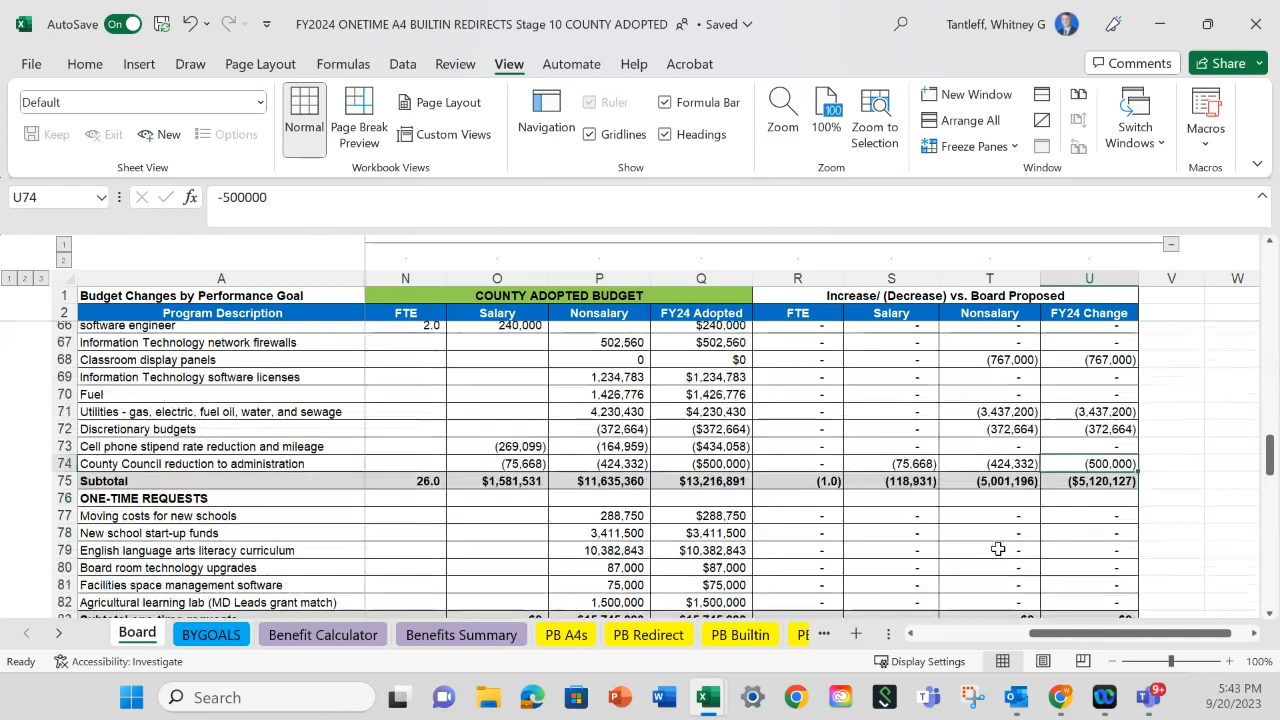 AutoSave On FY2024 ONETIME A4 BUILTIN REDIRECTS Stage 10 COUNTY ADOPTED • Saved Tantleff, Whitney G
File Home Insert Draw Page Layout Formulas Data Review View Automate Help Acrobat Comments Share
Default Normal Page Break Preview Page Layout Custom Views Navigation Ruler Formula Bar Gridlines Headings Zoom 100% 100 Zoom to Selection New Window Arrange All Freeze Panes Switch Windows Macros
Keep Exit New Options
Sheet View Workbook Views Show Zoom Window Macros
U74 fx -500000
1
2
1 2 3 A N O P Q R S T U V W
1 Budget Changes by Performance Goal COUNTY ADOPTED BUDGET Increase/ (Decrease) vs. Board Proposed
2 Program Description FTE Salary Nonsalary FY24 Adopted FTE Salary Nonsalary FY24 Change
66 software engineer 2.0 240,000 $240,000 - - - -
67 Information Technology network firewalls 502,560 $502,560 - - - -
68 Classroom display panels 0 $0 - - (767,000) (767,000)
69 Information Technology software licenses 1,234,783 $1,234,783 - - - -
70 Fuel 1,426,776 $1,426,776 - - - -
71 Utilities - gas, electric, fuel oil, water, and sewage 4,230,430 $4,230,430 - - (3,437,200) (3,437,200)
72 Discretionary budgets (372,664) ($372,664) - - (372,664) (372,664)
73 Cell phone stipend rate reduction and mileage (269,099) (164,959) ($434,058) - - - -
74 County Council reduction to administration (75,668) (424,332) ($500,000) - (75,668) (424,332) (500,000)
75 Subtotal 26.0 $1,581,531 $11,635,360 $13,216,891 (1.0) (118,931) (5,001,196) ($5,120,127)
76 ONE-TIME REQUESTS
77 Moving costs for new schools 288,750 $288,750 - - - -
78 New school start-up funds 3,411,500 $3,411,500 - - - -
79 English language arts literacy curriculum 10,382,843 $10,382,843 - - - -
80 Board room technology upgrades 87,000 $87,000 - - - -
81 Facilities space management software 75,000 $75,000 - - - -
82 Agricultural learning lab (MD Leads grant match) 1,500,000 $1,500,000 - - - -
Board BYGOALS Benefit Calculator Benefits Summary PB A4s PB Redirect PB Builtin
Ready Accessibility: Investigate Display Settings 100%
Search 9+ 5:43 PM
9/20/2023